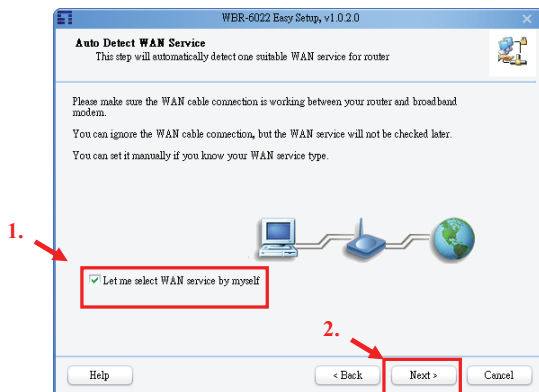 WBR-6022 Easy Setup, v1.0.2.0
Auto Detect WAN Service
This step will automatically detect one suitable WAN service for router
Please make sure the WAN cable connection is working between your router and broadband
modem.
You can ignore the WAN cable connection, but the WAN service will not be checked later.
You can set it manually if you know your WAN service type.
1.
Let me select WAN service by myself
2.
Help
< Back
Next >
Cancel